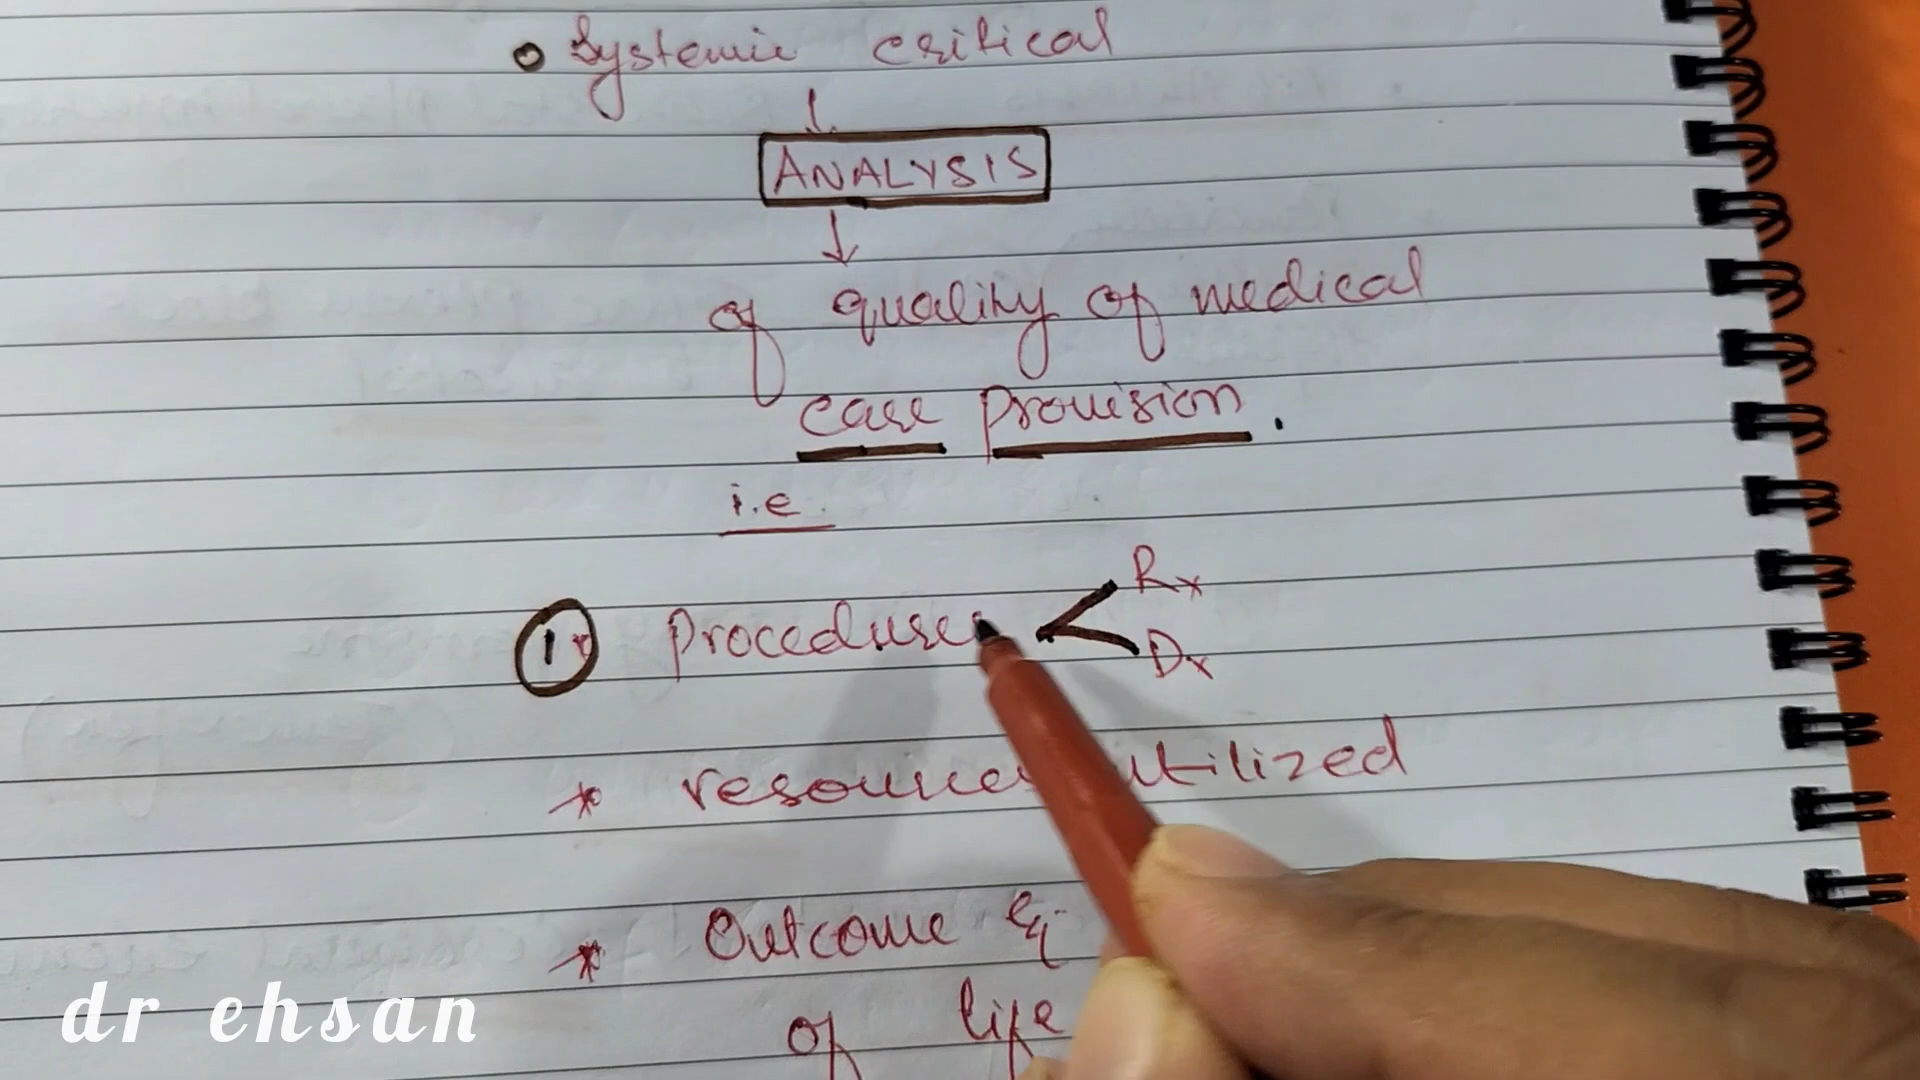 Systemic critical
↓
ANALYSIS
↓
of quality of medical
care provision.
i.e.
1. Procedures < Rx
Dx
* resources utilized
* Outcome &
of life
dr ehsan